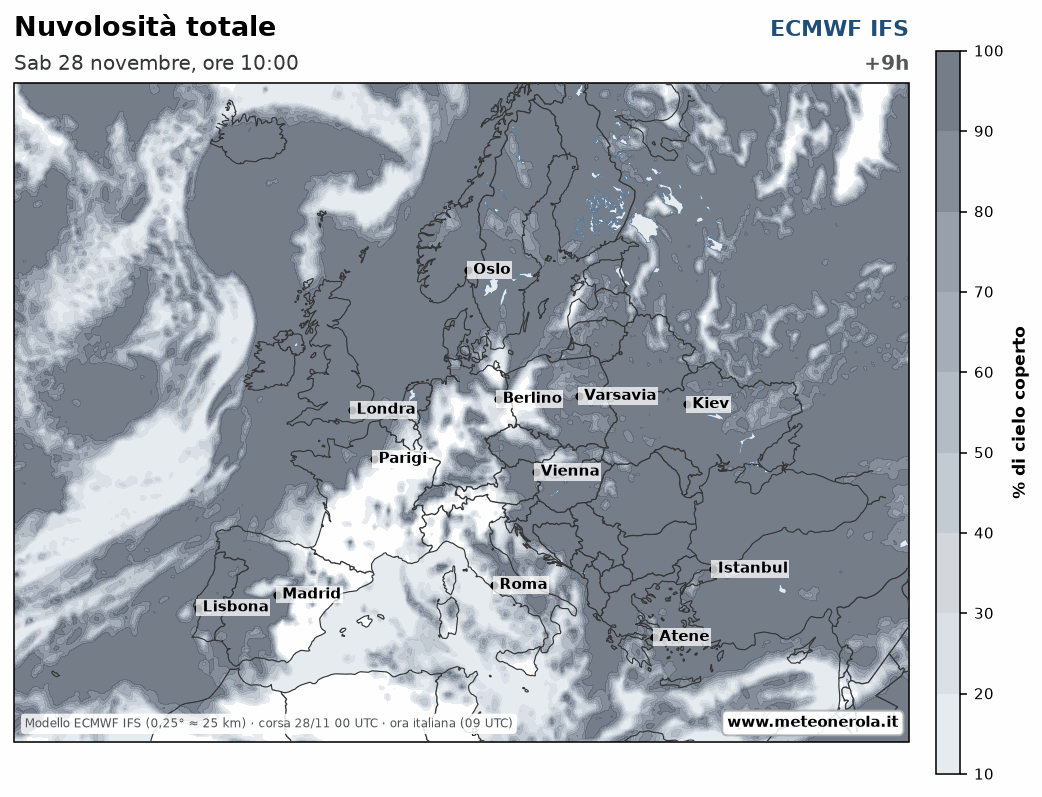 Nuvolosità totale
ECMWF IFS
Sab 28 novembre, ore 10:00
+9h
100
90
80
70
60
50
40
30
20
10
% di cielo coperto
Oslo
Berlino
Varsavia
Kiev
Londra
Parigi
Vienna
Istanbul
Roma
Madrid
Lisbona
Atene
Modello ECMWF IFS (0,25° ≈ 25 km) · corsa 28/11 00 UTC · ora italiana (09 UTC)
www.meteonerola.it